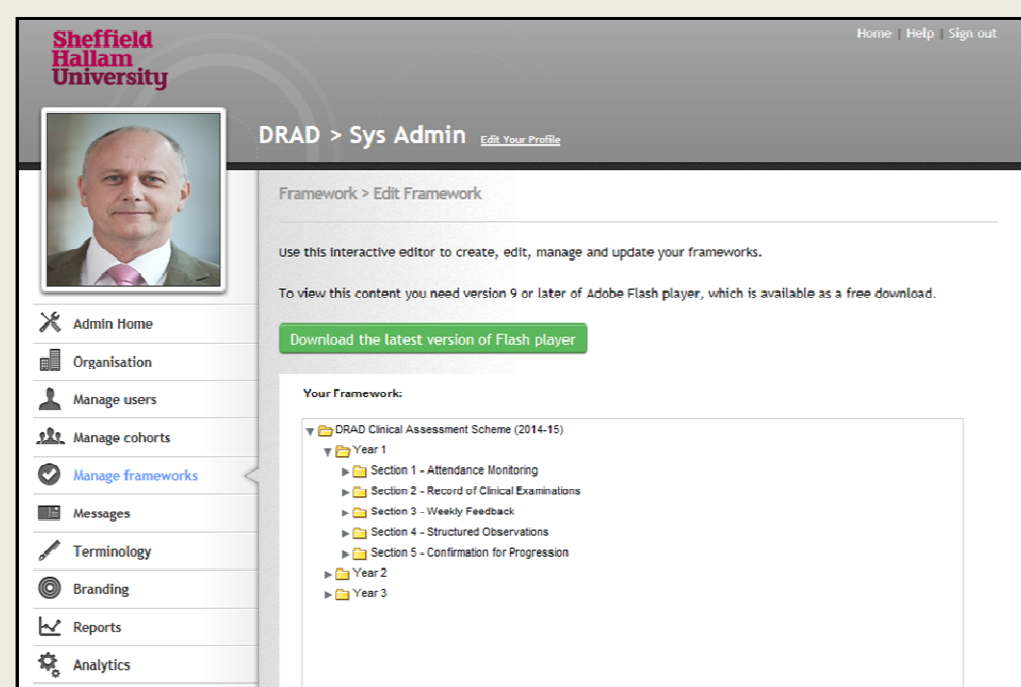 Sheffield
Hallam
University
Home | Help | Sign out
DRAD > Sys Admin Edit Your Profile
Framework > Edit Framework
Use this interactive editor to create, edit, manage and update your frameworks.
To view this content you need version 9 or later of Adobe Flash player, which is available as a free download.
Download the latest version of Flash player
Your Framework:
DRAD Clinical Assessment Scheme (2014-15)
Year 1
Section 1 - Attendance Monitoring
Section 2 - Record of Clinical Examinations
Section 3 - Weekly Feedback
Section 4 - Structured Observations
Section 5 - Confirmation for Progression
Year 2
Year 3
Admin Home
Organisation
Manage users
Manage cohorts
Manage frameworks
Messages
Terminology
Branding
Reports
Analytics